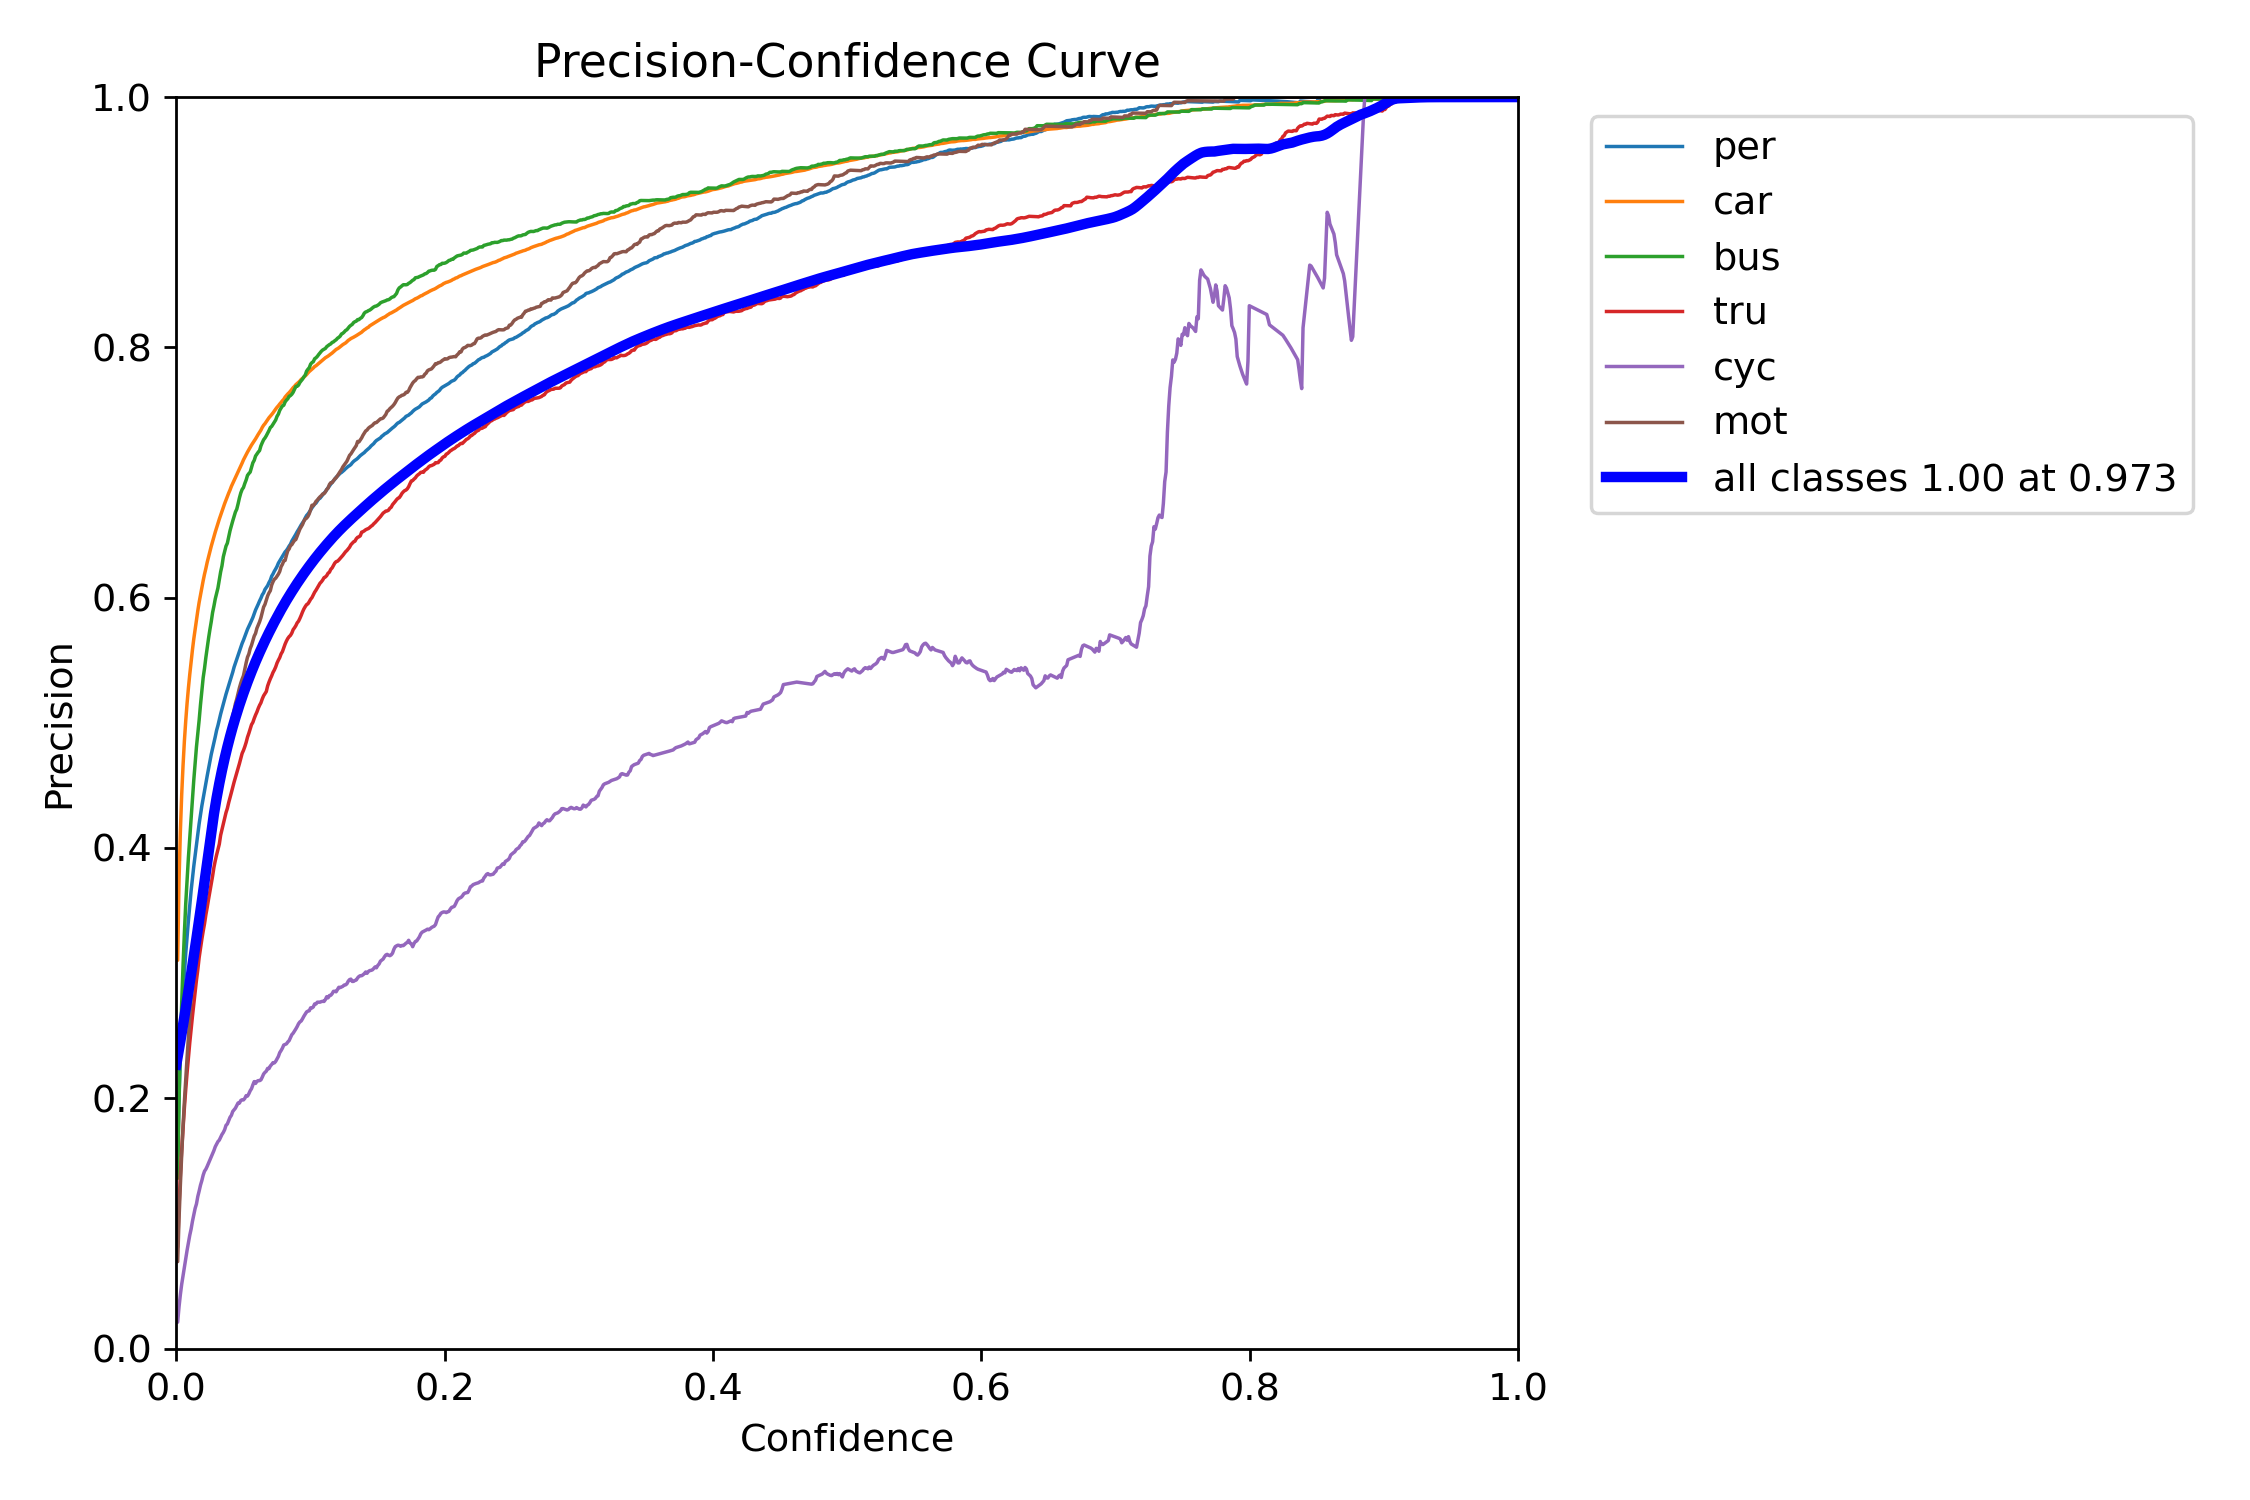 Precision-Confidence Curve
1.0
0.8
0.6
0.4
0.2
0.0
Precision
0.0 0.2 0.4 0.6 0.8 1.0
Confidence
per
car
bus
tru
cyc
mot
all classes 1.00 at 0.973